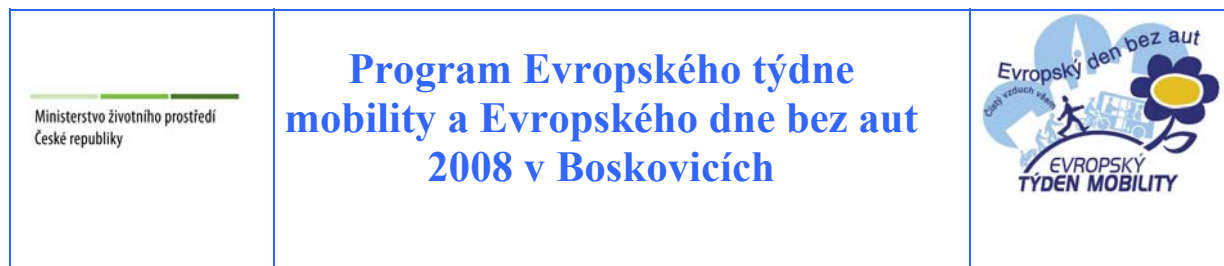 Ministerstvo životního prostředí
České republiky
Program Evropského týdne
mobility a Evropského dne bez aut
2008 v Boskovicích
Evropský den bez aut
čistý vzduch všem
EVROPSKÝ
TÝDEN MOBILITY